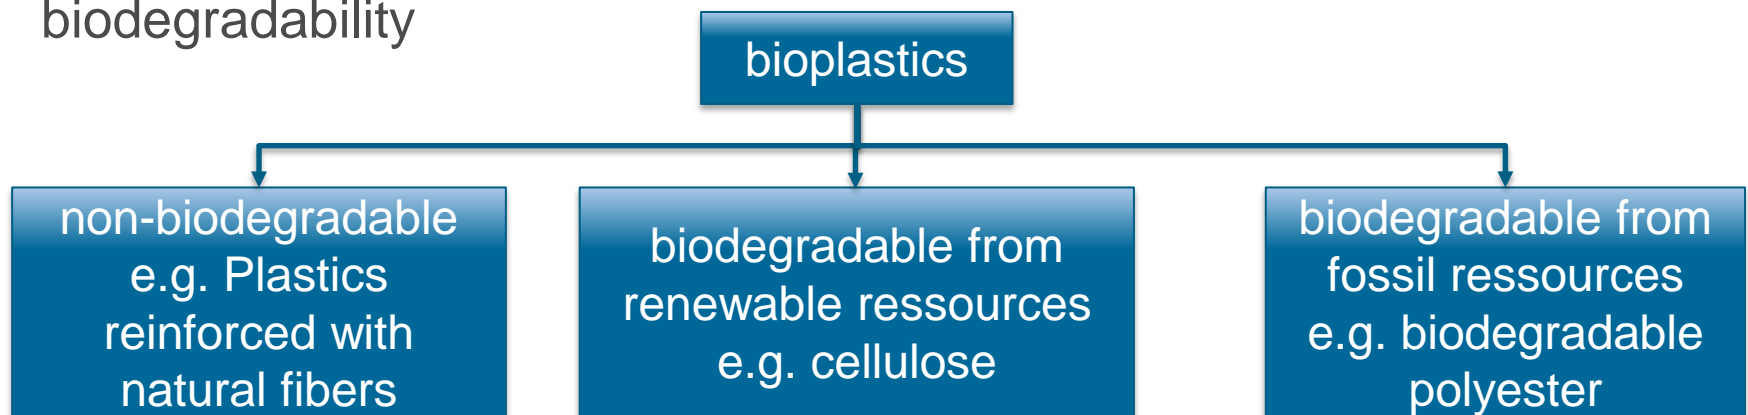 biodegradability
bioplastics
non-biodegradable
e.g. Plastics
reinforced with
natural fibers
biodegradable from
renewable ressources
e.g. cellulose
biodegradable from
fossil ressources
e.g. biodegradable
polyester